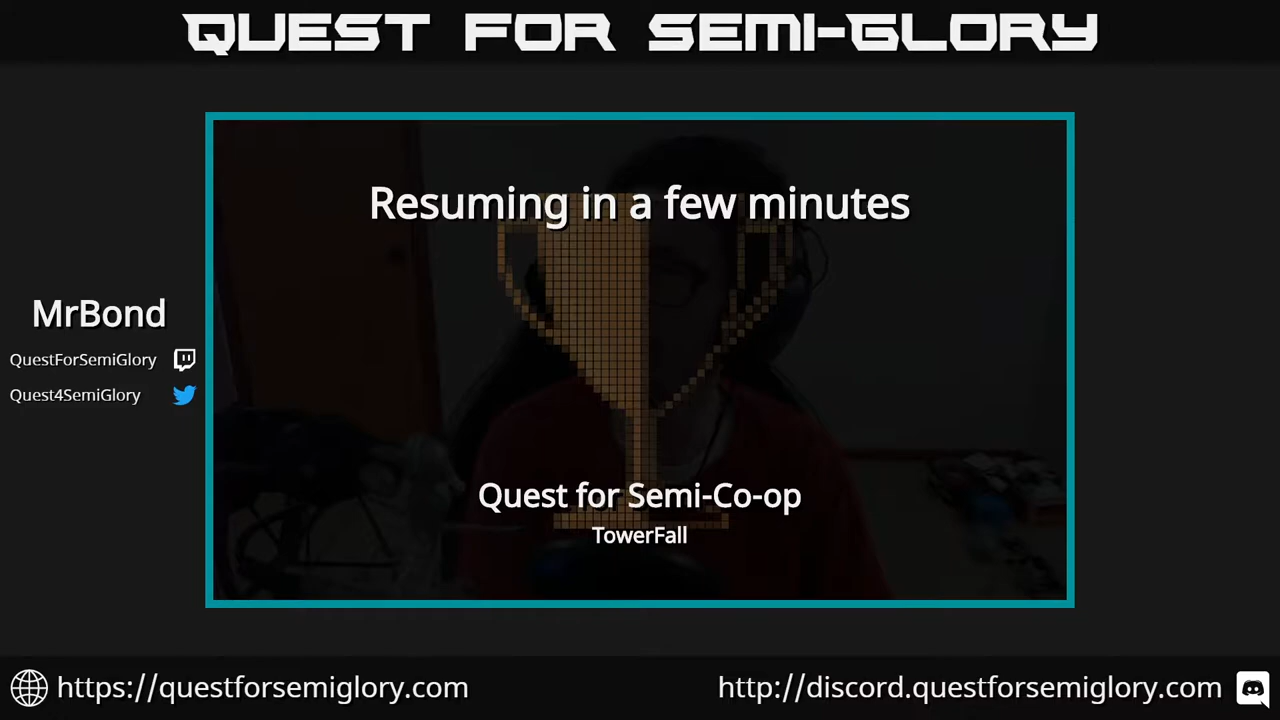 QUEST FOR SEMI-GLORY
Resuming in a few minutes
MrBond
QuestForSemiGlory
Quest4SemiGlory
Quest for Semi-Co-op
TowerFall
https://questforsemiglory.com
http://discord.questforsemiglory.com